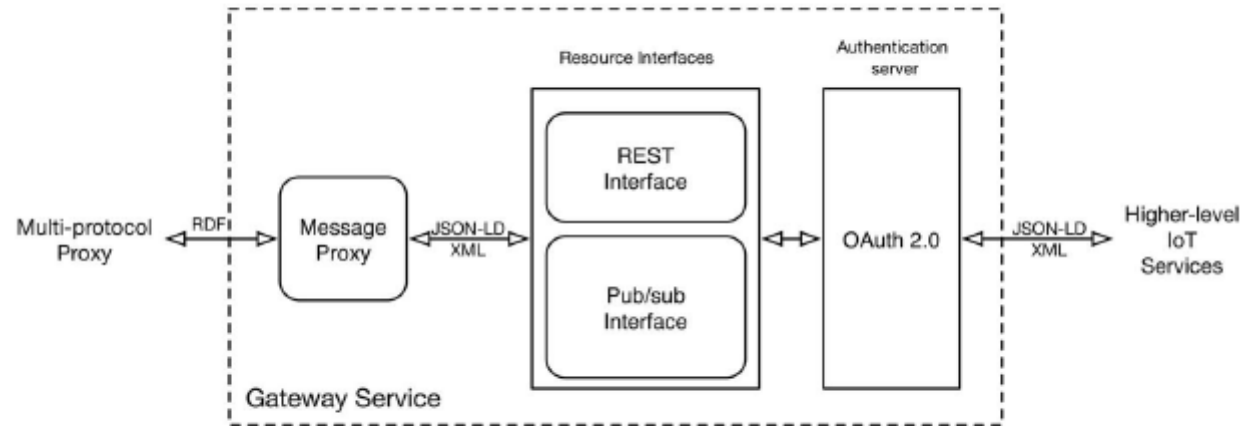 Resource Interfaces
Authentication
server
REST
Interface
Multi-protocol
Proxy
RDF
Message
Proxy
JSON-LD
XML
Pub/sub
Interface
OAuth 2.0
JSON-LD
XML
Higher-level
IoT
Services
Gateway Service